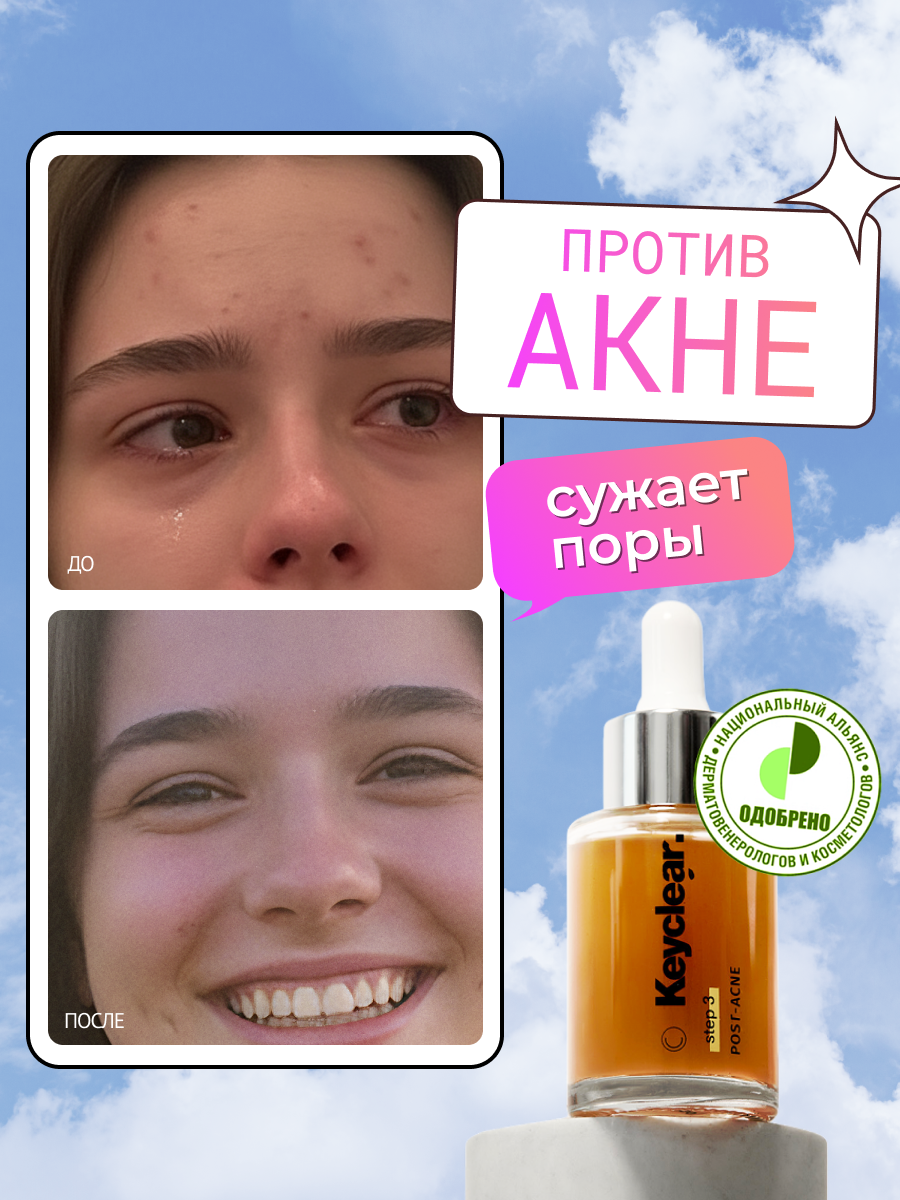 ПРОТИВ
АКНЕ
сужает
поры
ДО
ПОСЛЕ
• НАЦИОНАЛЬНЫЙ АЛЬЯНС •
ДЕРМАТОВЕНЕРОЛОГОВ И КОСМЕТОЛОГОВ
ОДОБРЕНО
Keyclear.
step 3
POST-ACNE